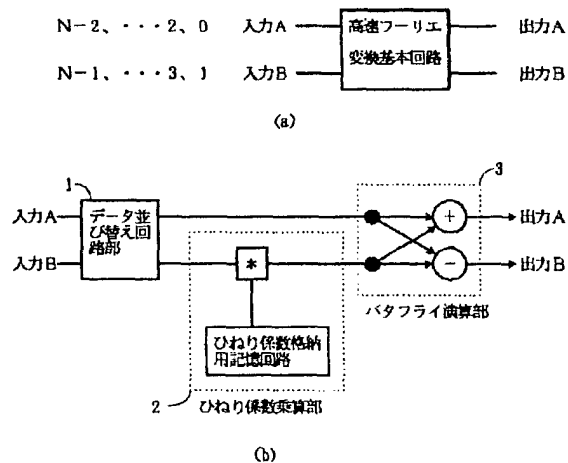 N-2、・・・2、0 入力A 高速フーリエ 出力A
N-1、・・・3、1 入力B 変換基本回路 出力B
(a)
1 3
入力A データ並 + 出力A
び替え回
路部
入力B * - 出力B
バタフライ演算部
ひねり係数格納
用記憶回路
2 ひねり係数乗算部
(b)